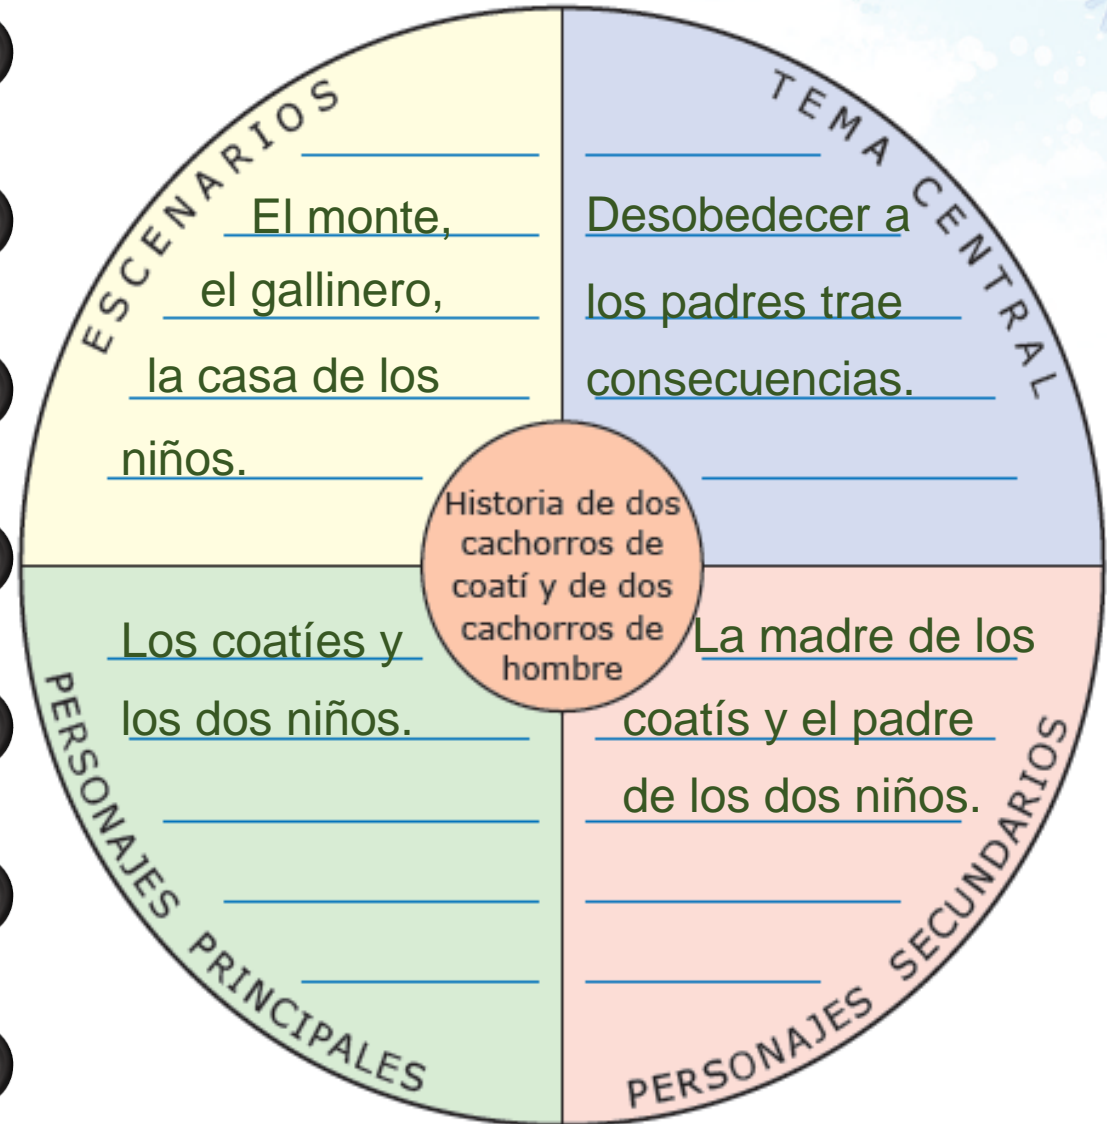 ESCENARIOS
El monte,
el gallinero,
la casa de los
niños.
TEMA CENTRAL
Desobedecer a
los padres trae
consecuencias.
Historia de dos
cachorros de
coatí y de dos
cachorros de
hombre
Los coatíes y
los dos niños.
PERSONAJES PRINCIPALES
La madre de los
coatís y el padre
de los dos niños.
PERSONAJES SECUNDARIOS